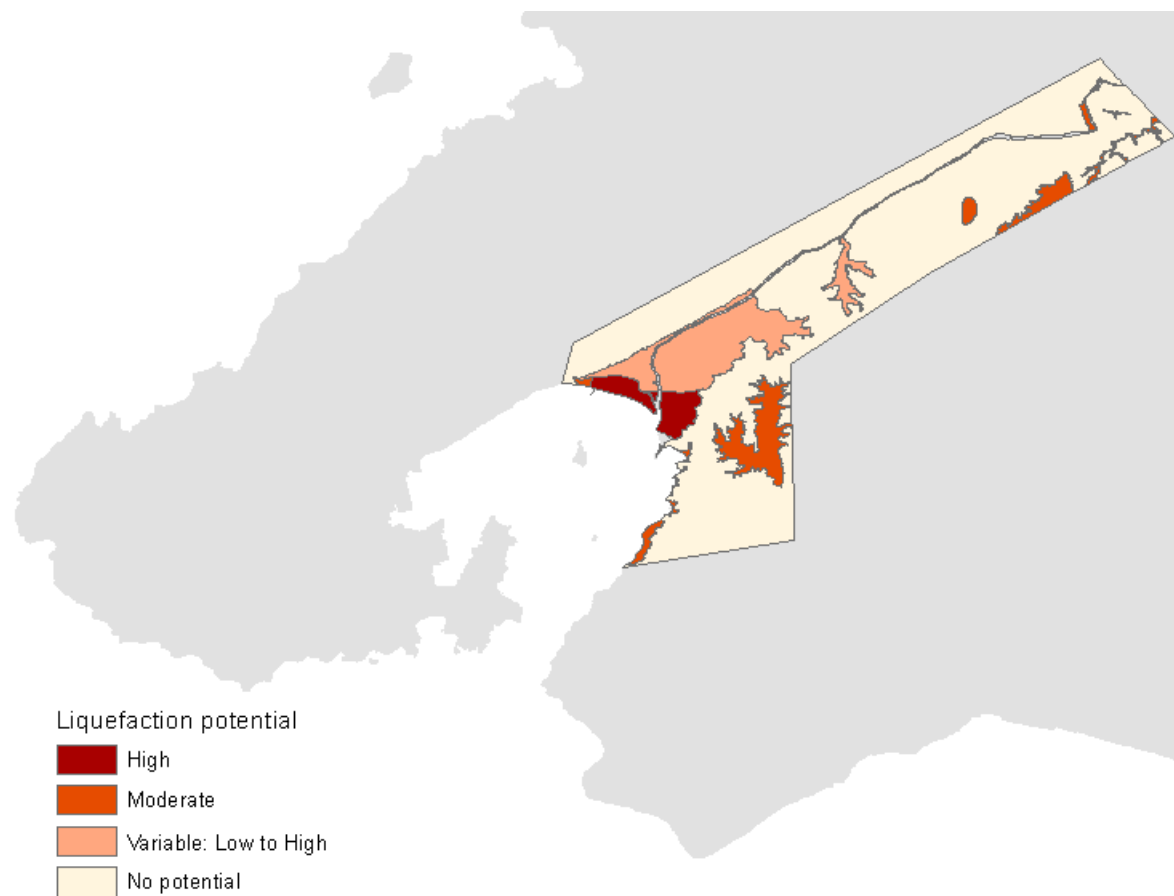 Liquefaction potential
High
Moderate
Variable: Low to High
No potential